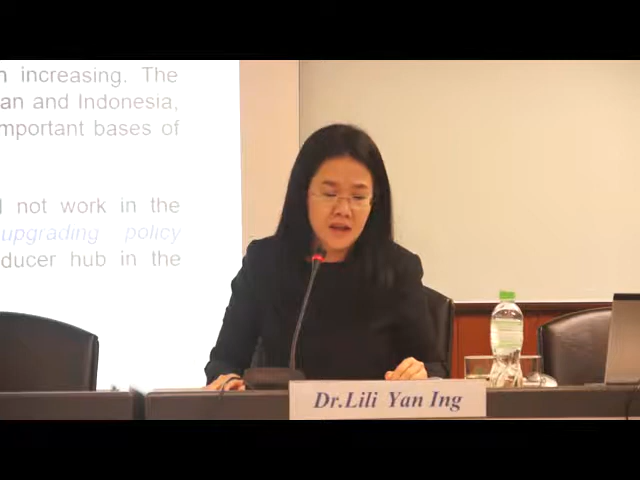 increasing. The
an and Indonesia,
important bases of
not work in the
upgrading policy
ducer hub in the
Dr.Lili Yan Ing